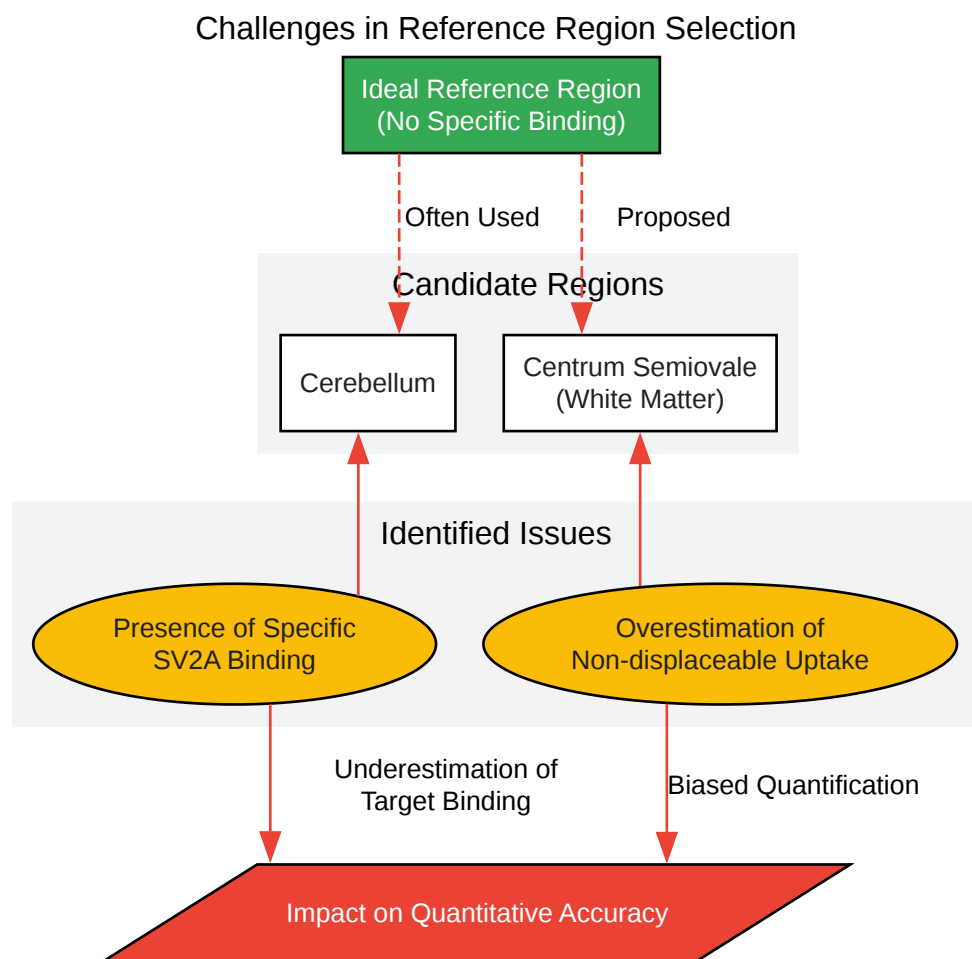 Challenges in Reference Region Selection
Ideal Reference Region
(No Specific Binding)
Often Used
Proposed
Candidate Regions
Cerebellum
Centrum Semiovale
(White Matter)
Identified Issues
Presence of Specific
SV2A Binding
Overestimation of
Non-displaceable Uptake
Underestimation of
Target Binding
Biased Quantification
Impact on Quantitative Accuracy